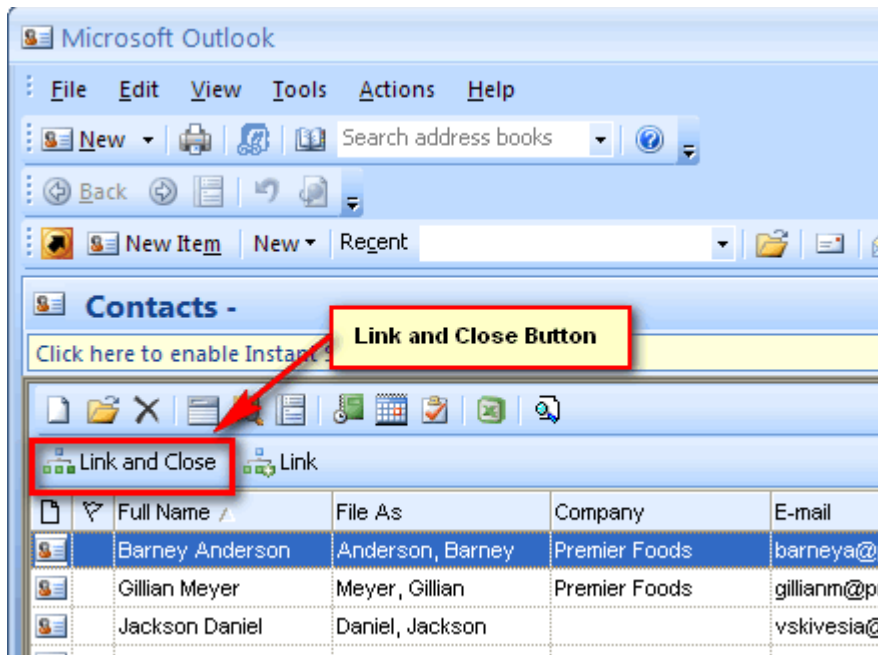 Microsoft Outlook
File Edit View Tools Actions Help
New Search address books
Back
New Item New Recent
Contacts -
Link and Close Button
Click here to enable Instant
Link and Close Link
Full Name File As Company E-mail
Barney Anderson Anderson, Barney Premier Foods barneya@
Gillian Meyer Meyer, Gillian Premier Foods gillianm@p
Jackson Daniel Daniel, Jackson vskivesia@